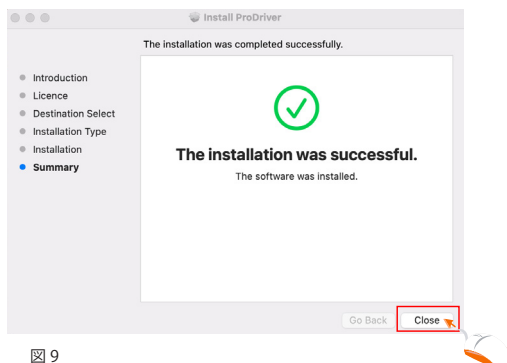 Install ProDriver
The installation was completed successfully.
Introduction
Licence
Destination Select
Installation Type
Installation
Summary
The installation was successful.
The software was installed.
Go Back
Close
図 9